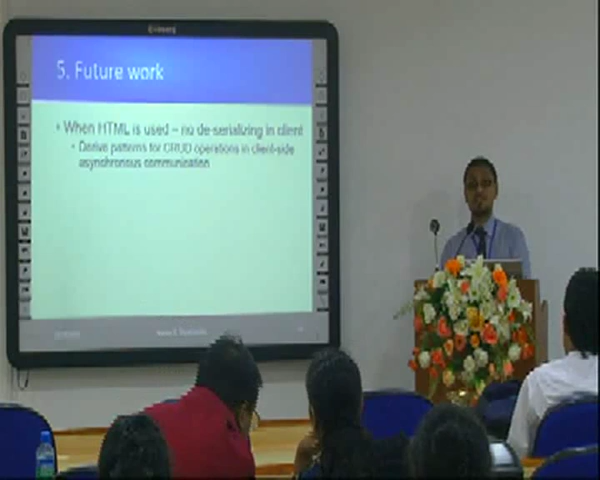 5. Future work
• When HTML is used – no de-serializing in client
• Derive patterns for CRUD operations in client-side
asynchronous communication